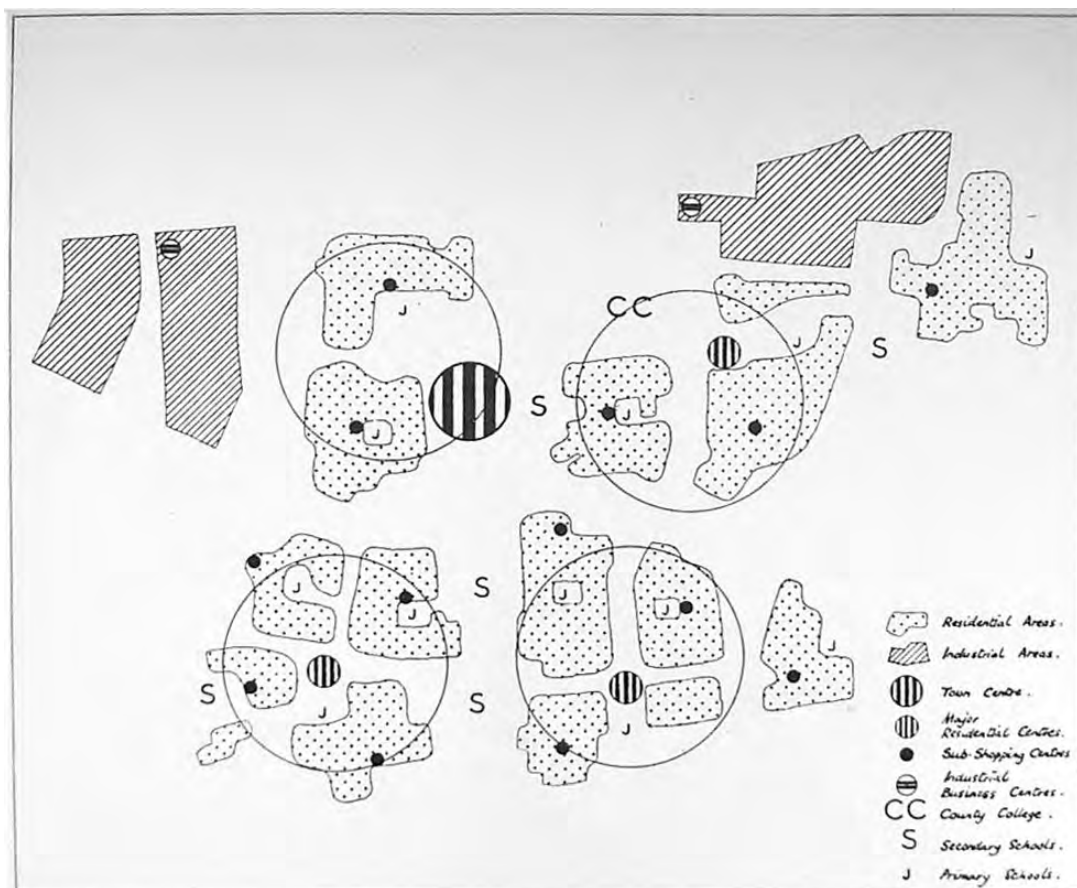 J
CC
J
J
S
S
J
J
S
J
J
J
J
J
S
S
J
J
Residential Areas.
Industrial Areas.
Town Centre.
Major
Residential Centres.
Sub-Shopping Centres
Industrial
Business Centres.
CC County College.
S Secondary Schools.
J Primary Schools.